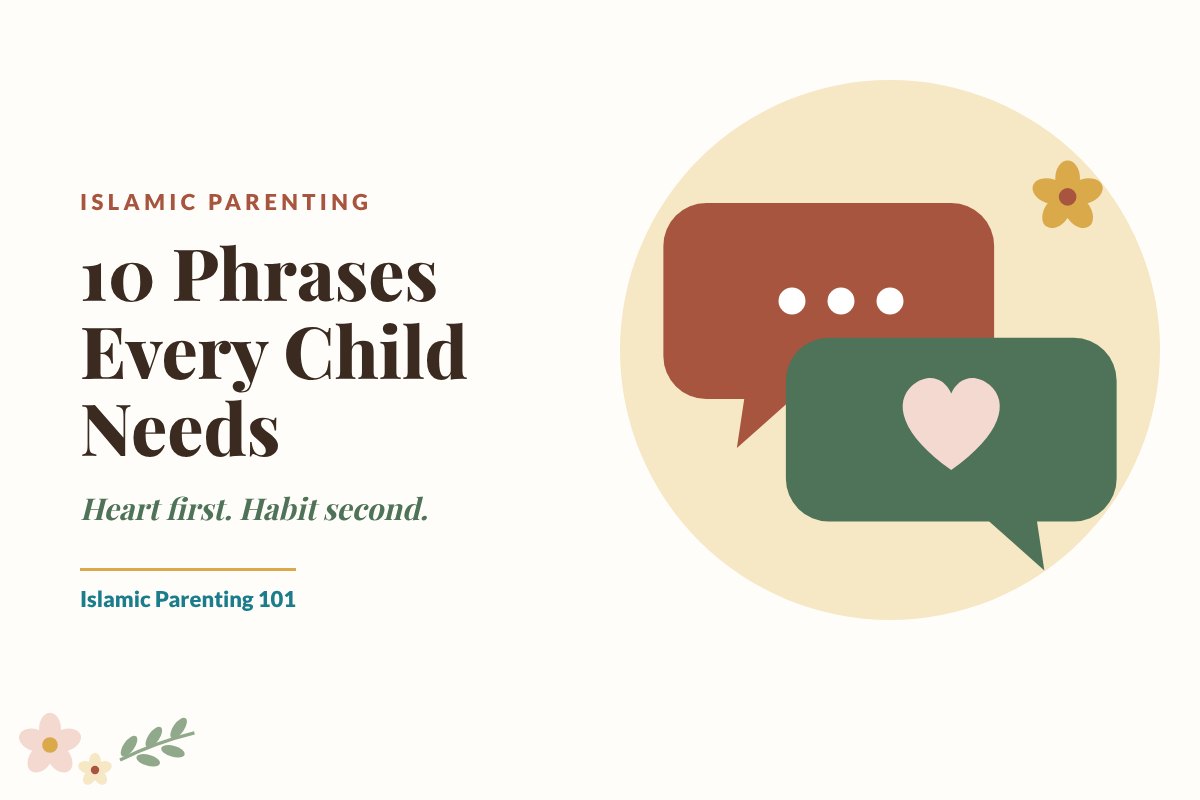 ISLAMIC PARENTING
10 Phrases
Every Child
Needs
Heart first. Habit second.
Islamic Parenting 101